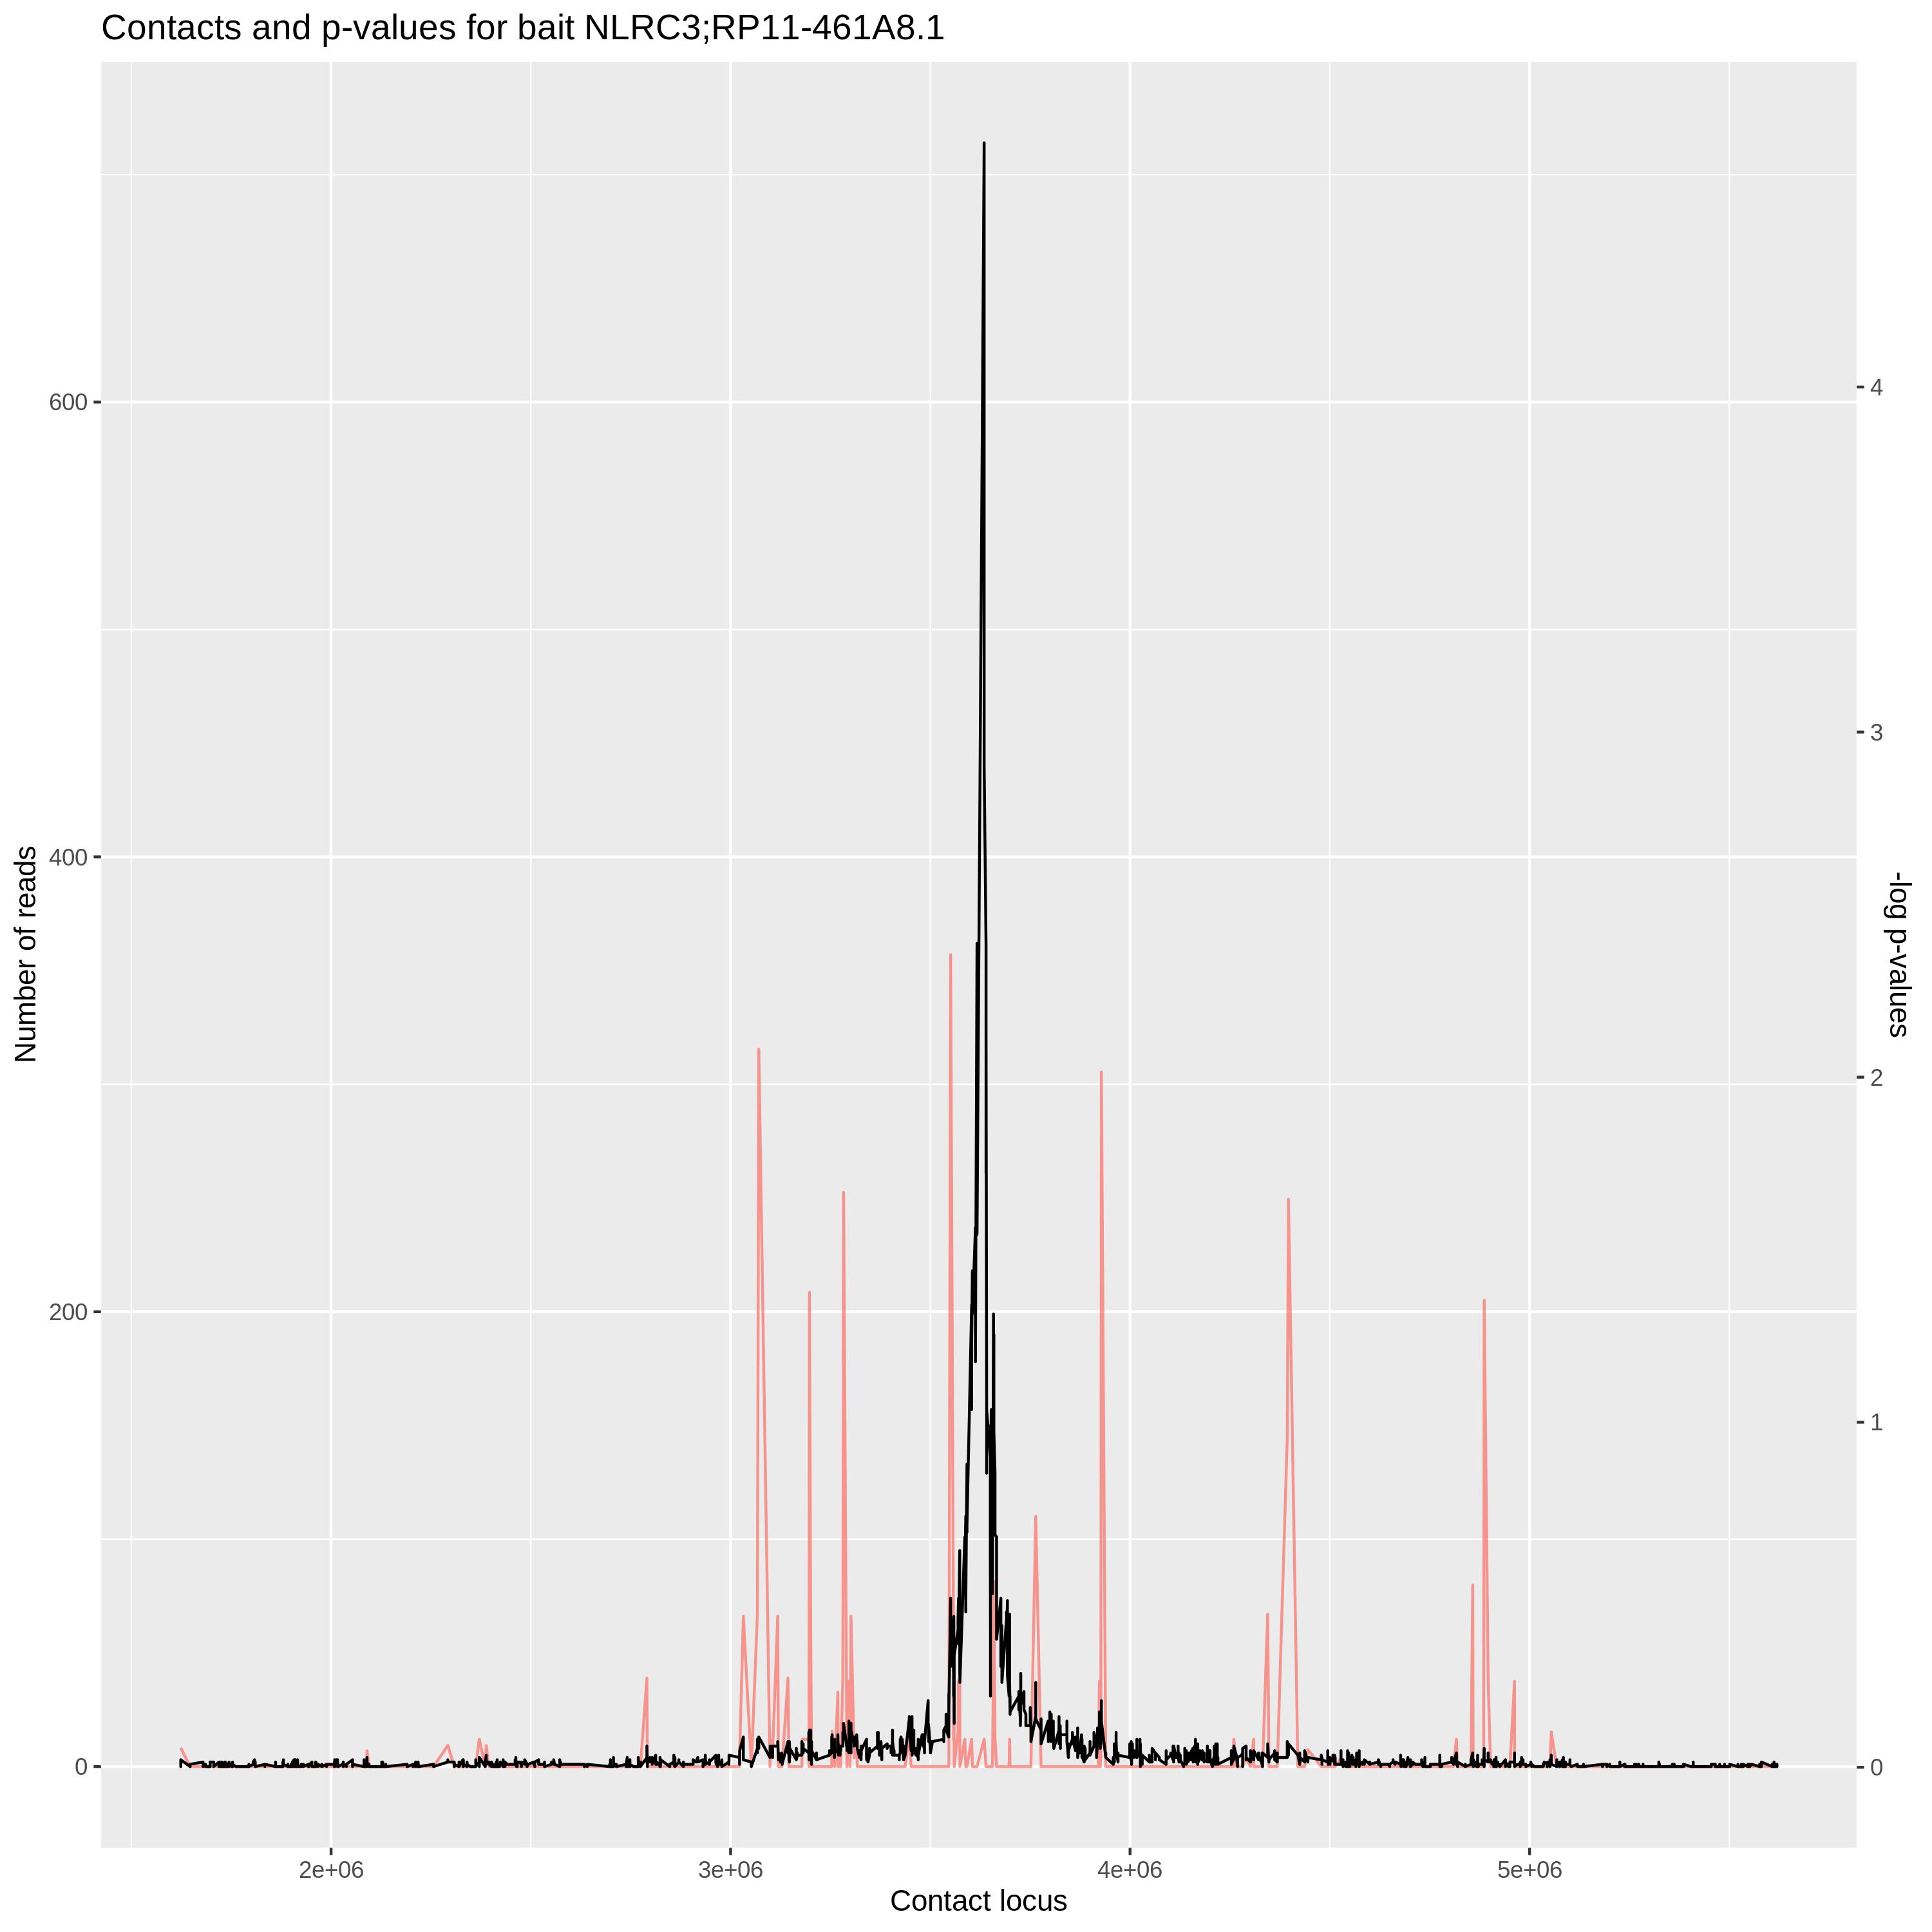 Contacts and p-values for bait NLRC3;RP11-461A8.1
600
400
200
0
Number of reads
4
3
2
1
0
-log p-values
2e+06
3e+06
4e+06
5e+06
Contact locus